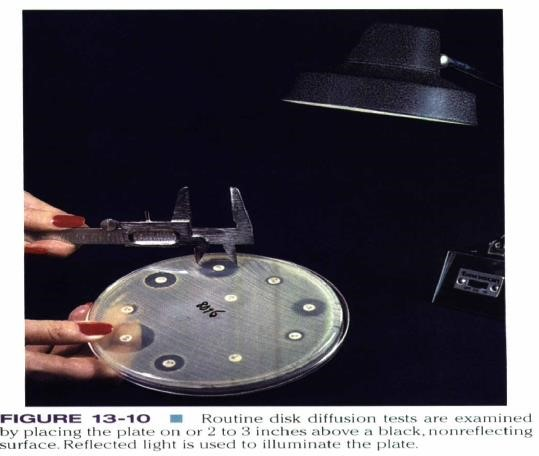 8016
FIGURE 13-10 ■ Routine disk diffusion tests are examined
by placing the plate on or 2 to 3 inches above a black, nonreflecting
surface. Reflected light is used to illuminate the plate.